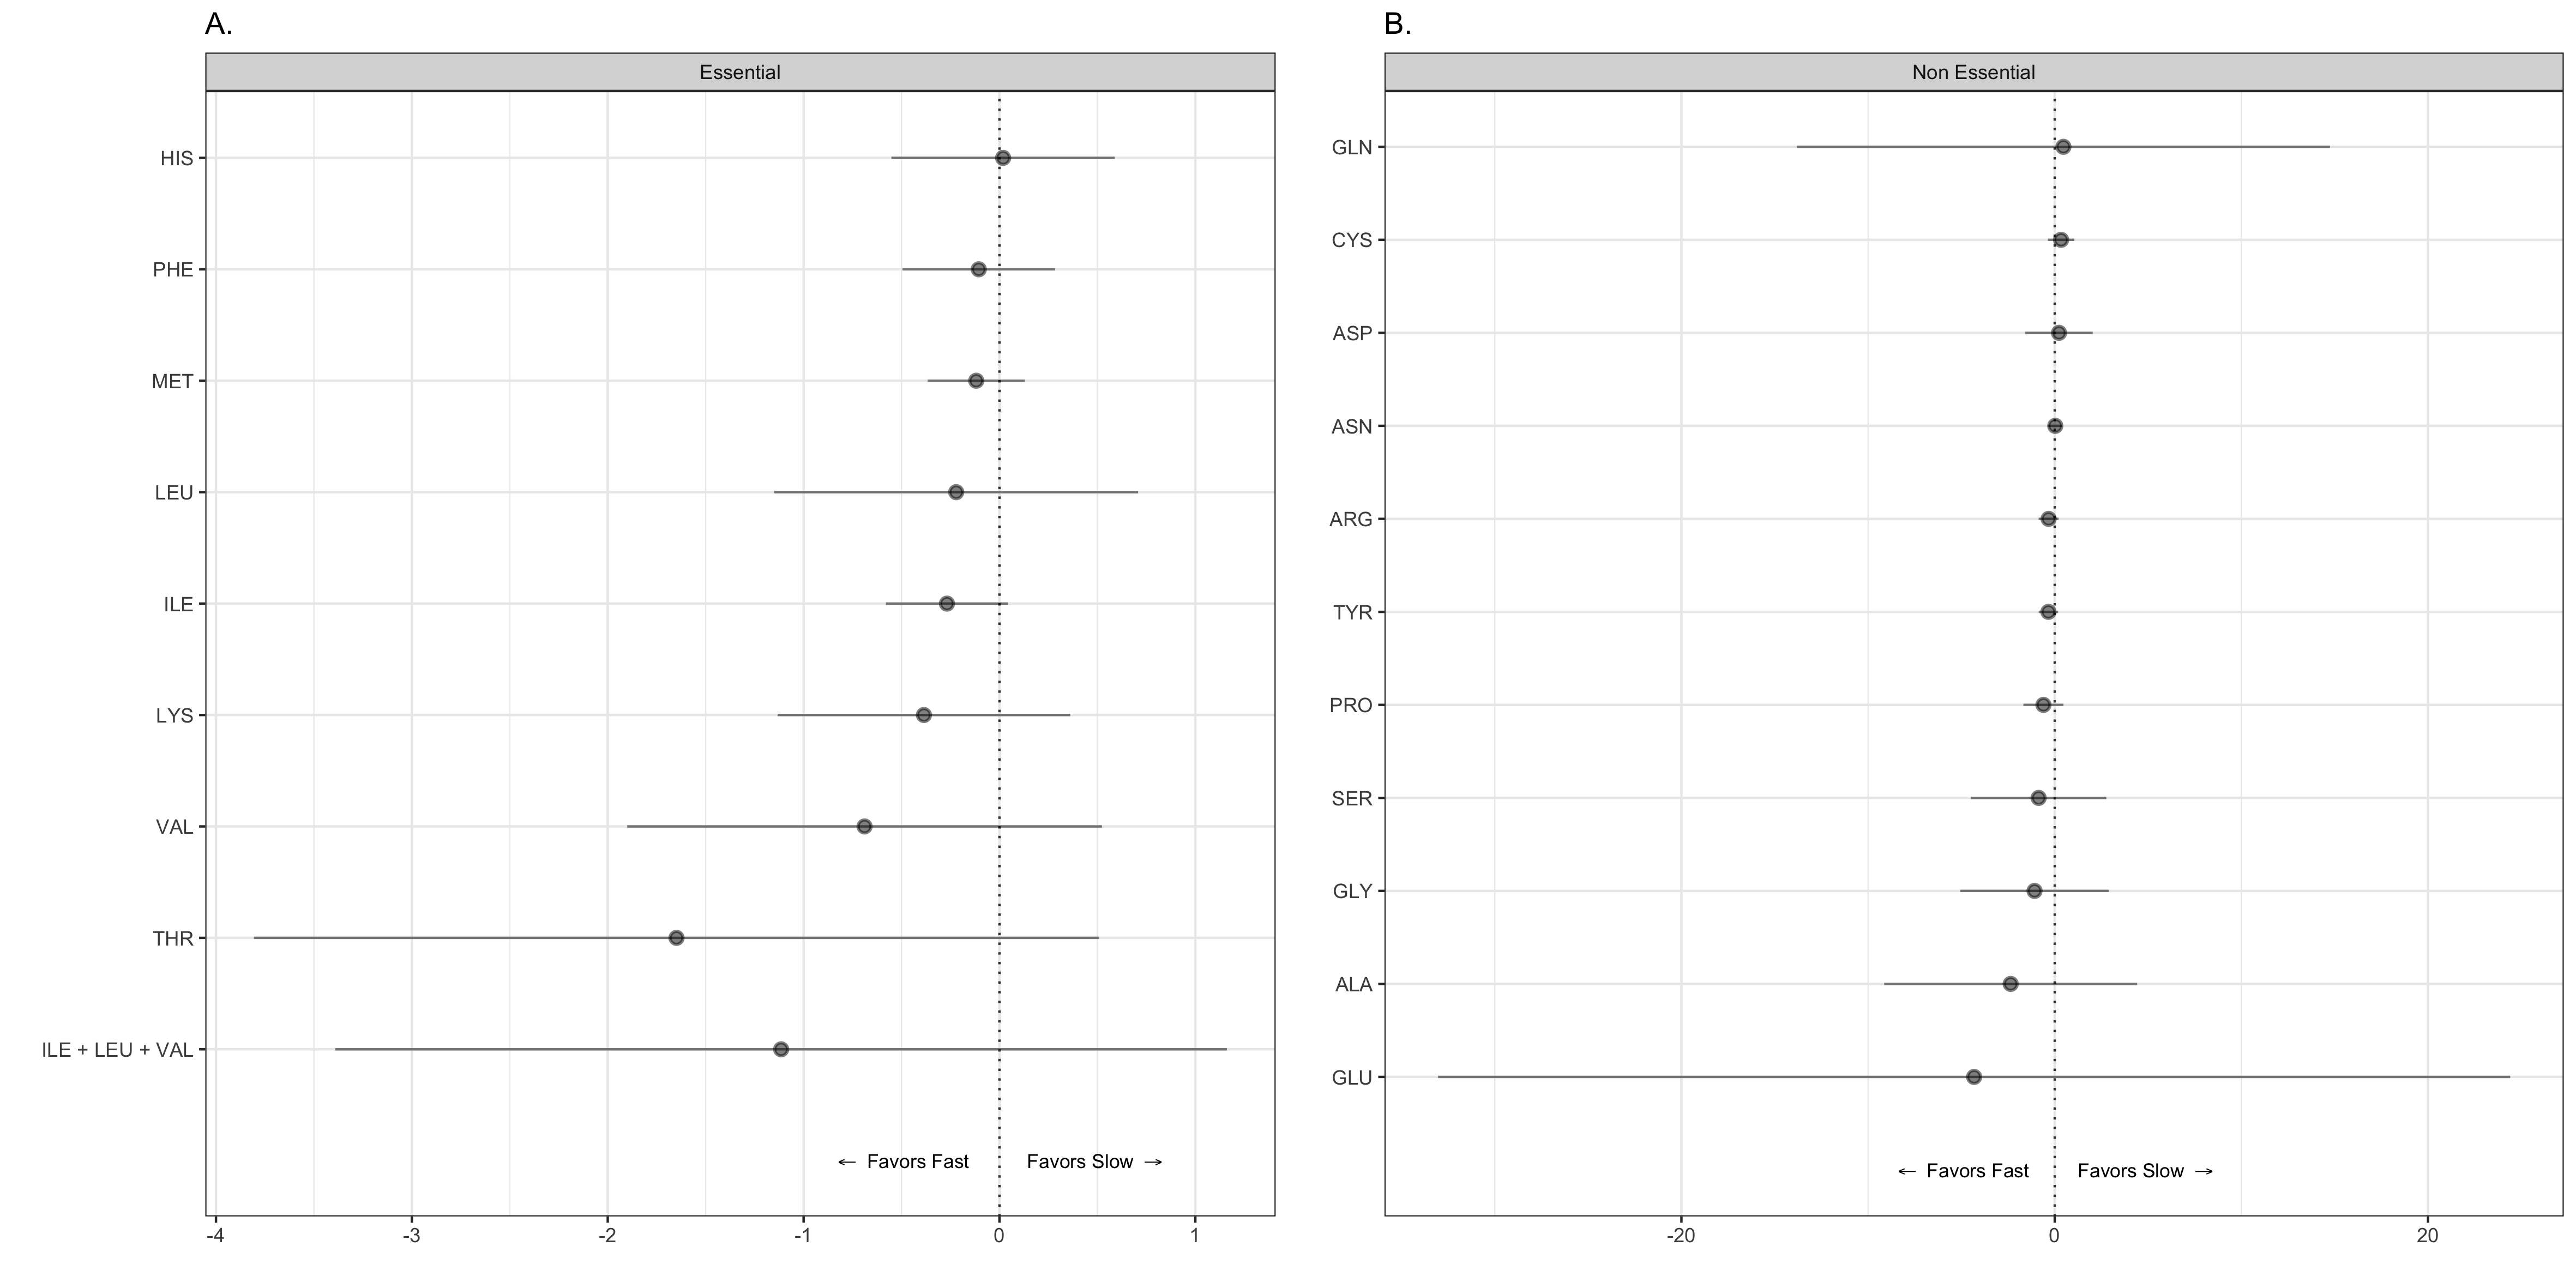 A.
Essential
HIS
PHE
MET
LEU
ILE
LYS
VAL
THR
ILE + LEU + VAL
← Favors Fast Favors Slow →
-4 -3 -2 -1 0 1
B.
Non Essential
GLN
CYS
ASP
ASN
ARG
TYR
PRO
SER
GLY
ALA
GLU
← Favors Fast Favors Slow →
-20 0 20